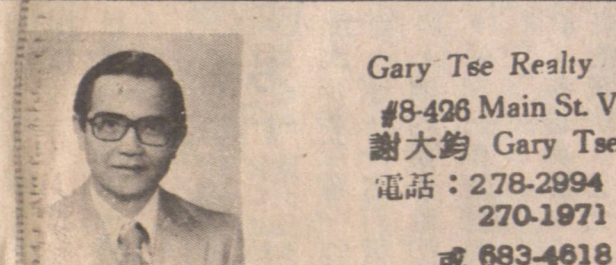 Gary Tse Realty
#8-426 Main St. V
謝大鈞 Gary Tse
電話：278-2994
270-1971
或 683-4618